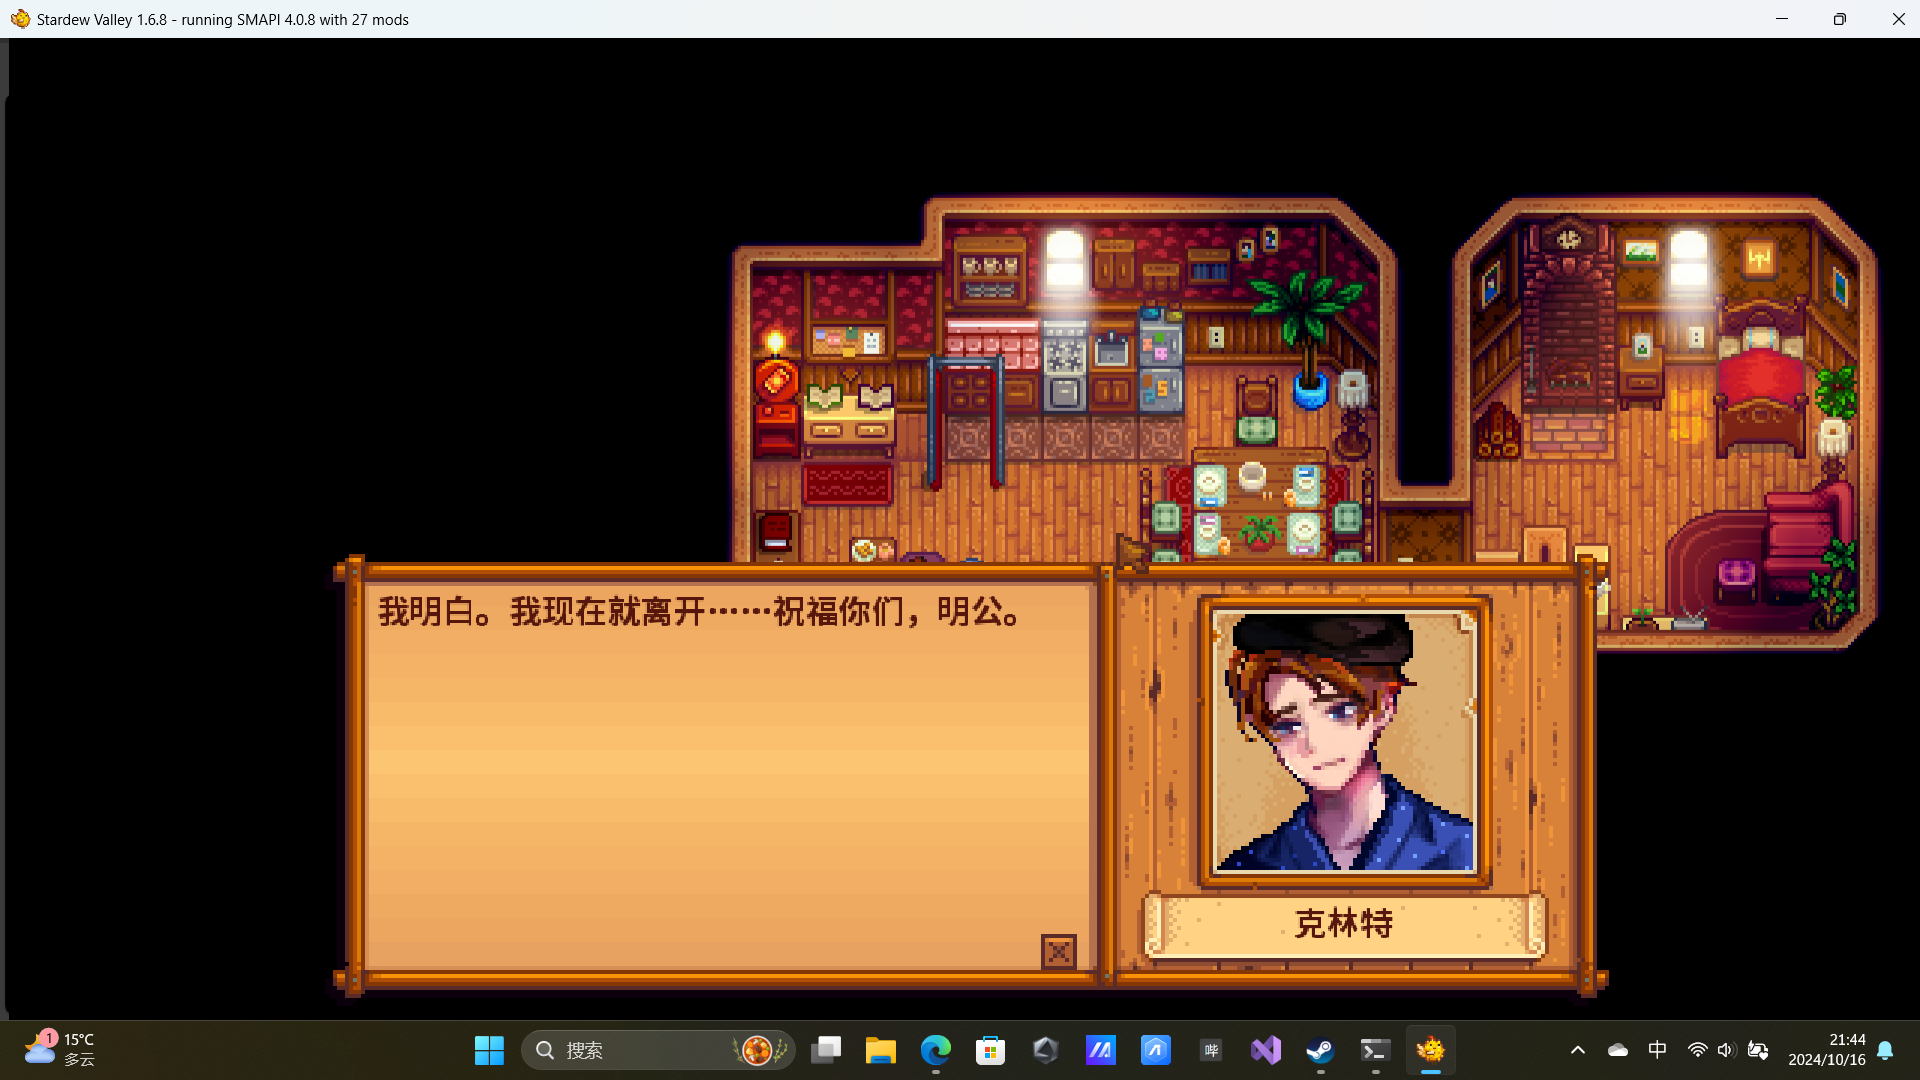 Stardew Valley 1.6.8 - running SMAPI 4.0.8 with 27 mods
我明白。我现在就离开……祝福你们，明公。
克林特
1
15°C
多云
搜索
哔
中
21:44
2024/10/16